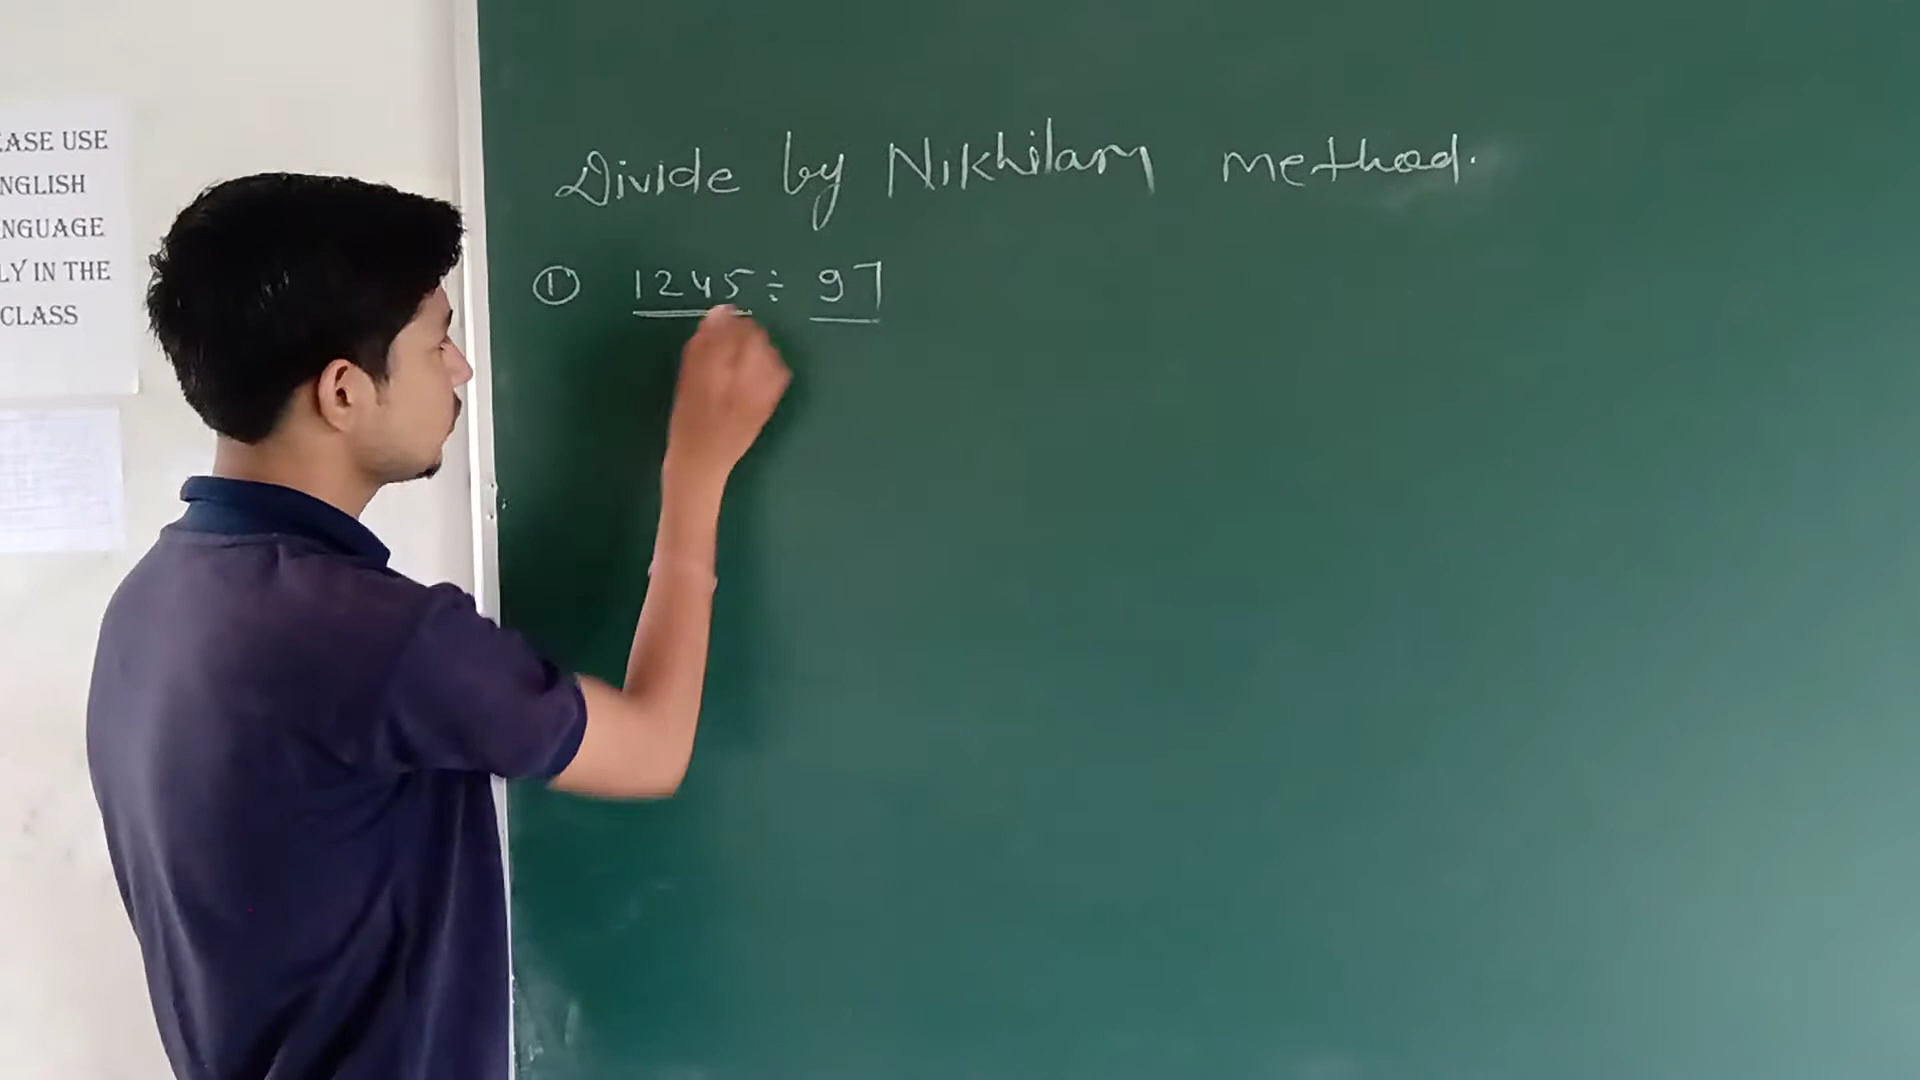 EASE USE
NGLISH
NGUAGE
LY IN THE
CLASS
Divide by Nikhilam method.
① 1245 ÷ 97